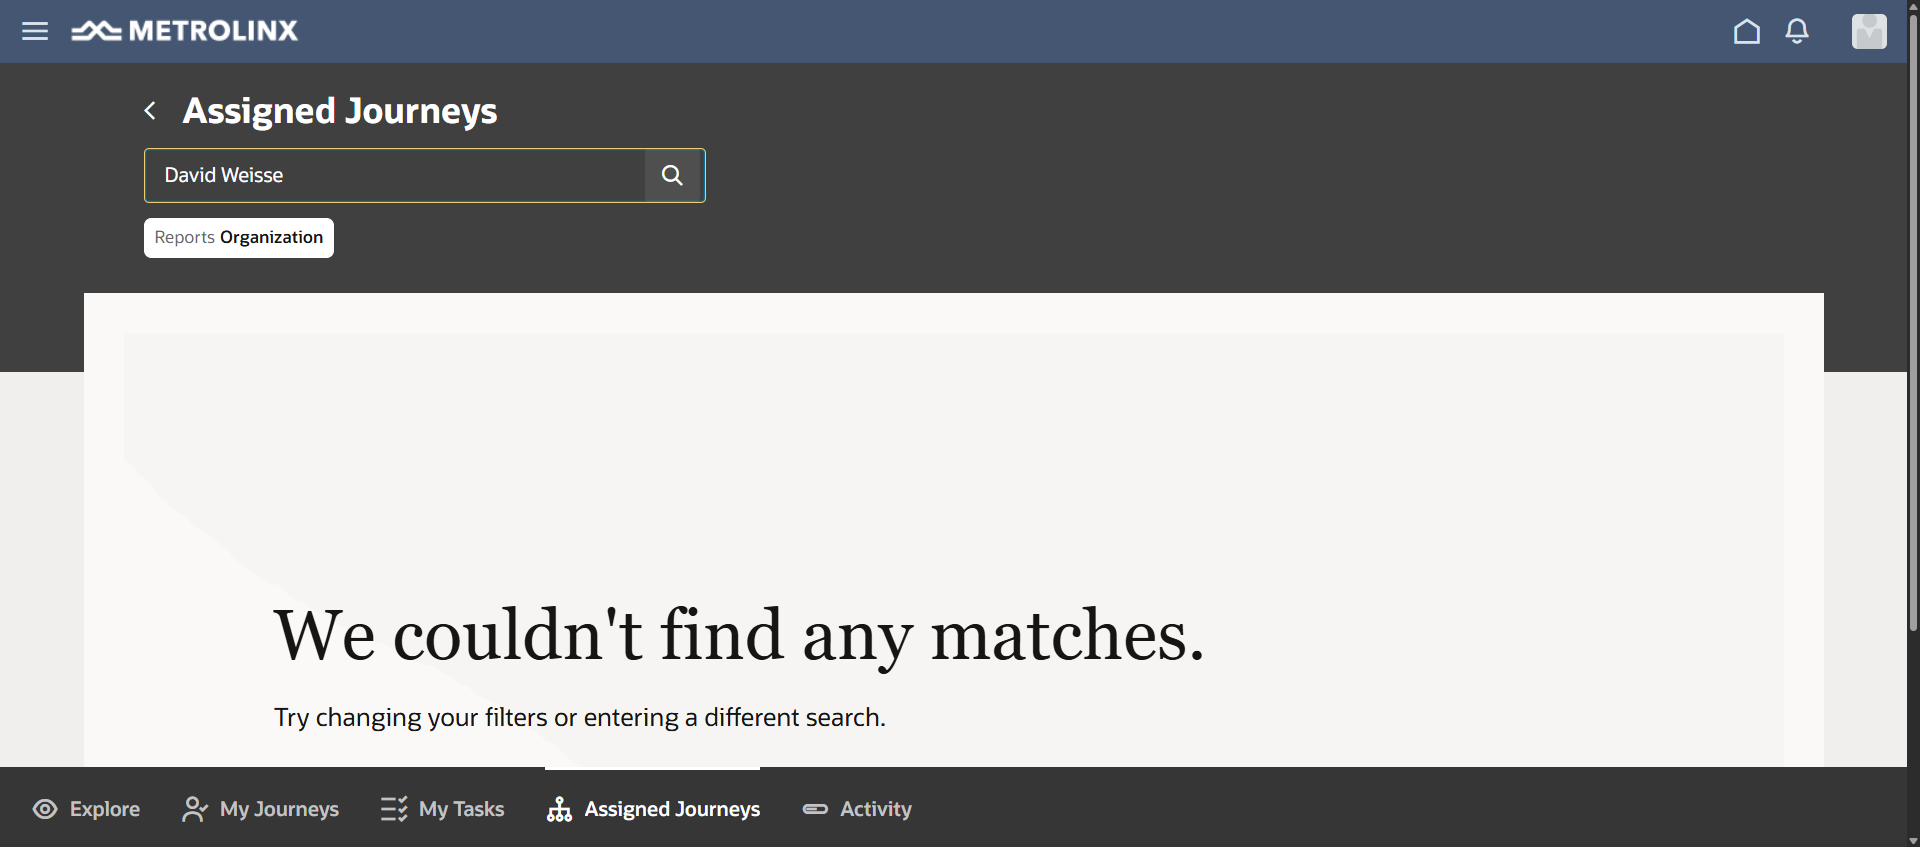 METROLINX
Assigned Journeys
David Weisse
Reports Organization
We couldn't find any matches.
Try changing your filters or entering a different search.
Explore
My Journeys
My Tasks
Assigned Journeys
Activity